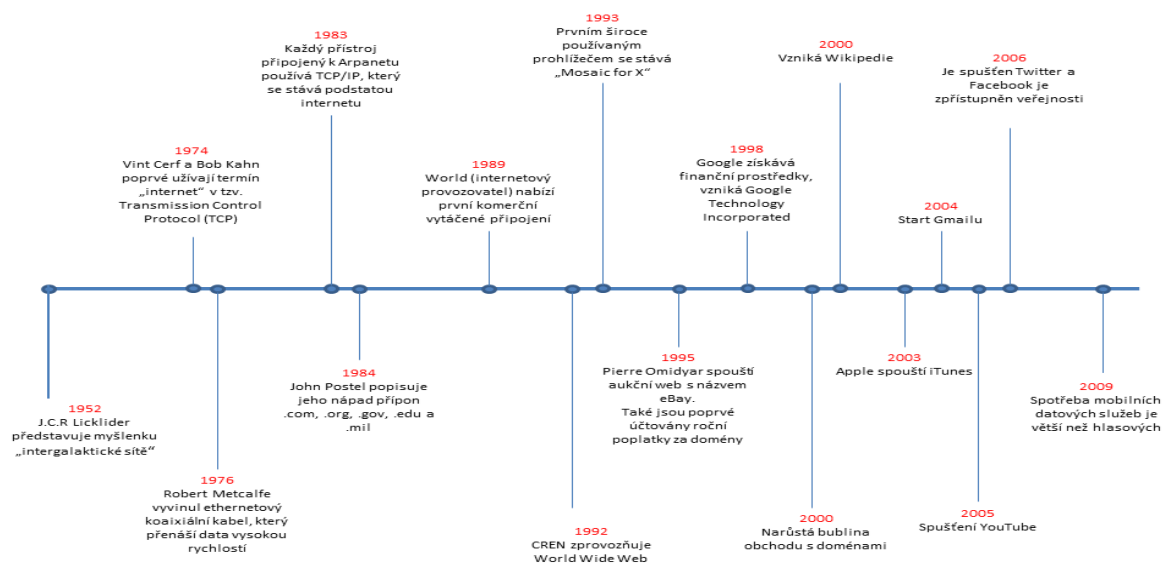 1952
J.C.R Licklider
představuje myšlenku
„intergalaktické sítě“
1974
Vint Cerf a Bob Kahn
poprvé užívají termín
„internet“ v tzv.
Transmission Control
Protocol (TCP)
1976
Robert Metcalfe
vyvinul ethernetový
koaixiální kabel, který
přenáší data vysokou
rychlostí
1983
Každý přístroj
připojený k Arpanetu
používá TCP/IP, který
se stává podstatou
internetu
1984
John Postel popisuje
jeho nápad přípon
.com, .org, .gov, .edu a
.mil
1989
World (internetový
provozovatel) nabízí
první komerční
vytáčené připojení
1992
CREN zprovozňuje
World Wide Web
1993
Prvním široce
používaným
prohlížečem se stává
„Mosaic for X“
1995
Pierre Omidyar spouští
aukční web s názvem
eBay.
Také jsou poprvé
účtovány roční
poplatky za domény
1998
Google získává
finanční prostředky,
vzniká Google
Technology
Incorporated
2000
Narůstá bublina
obchodu s doménami
2000
Vzniká Wikipedie
2003
Apple spouští iTunes
2004
Start Gmailu
2005
Spuštení YouTube
2006
Je spušten Twitter a
Facebook je
zpřístupněn veřejnosti
2009
Spotřeba mobilních
datových služeb je
větší než hlasových